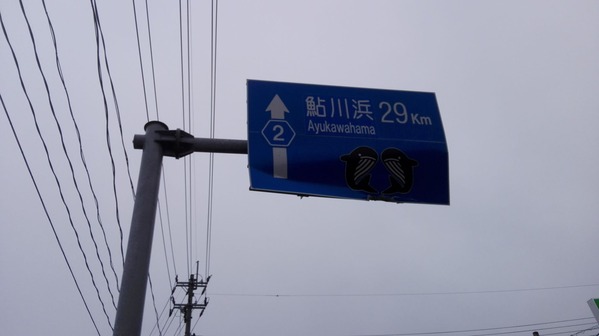 鮎川浜 29Km
Ayukawahama
2